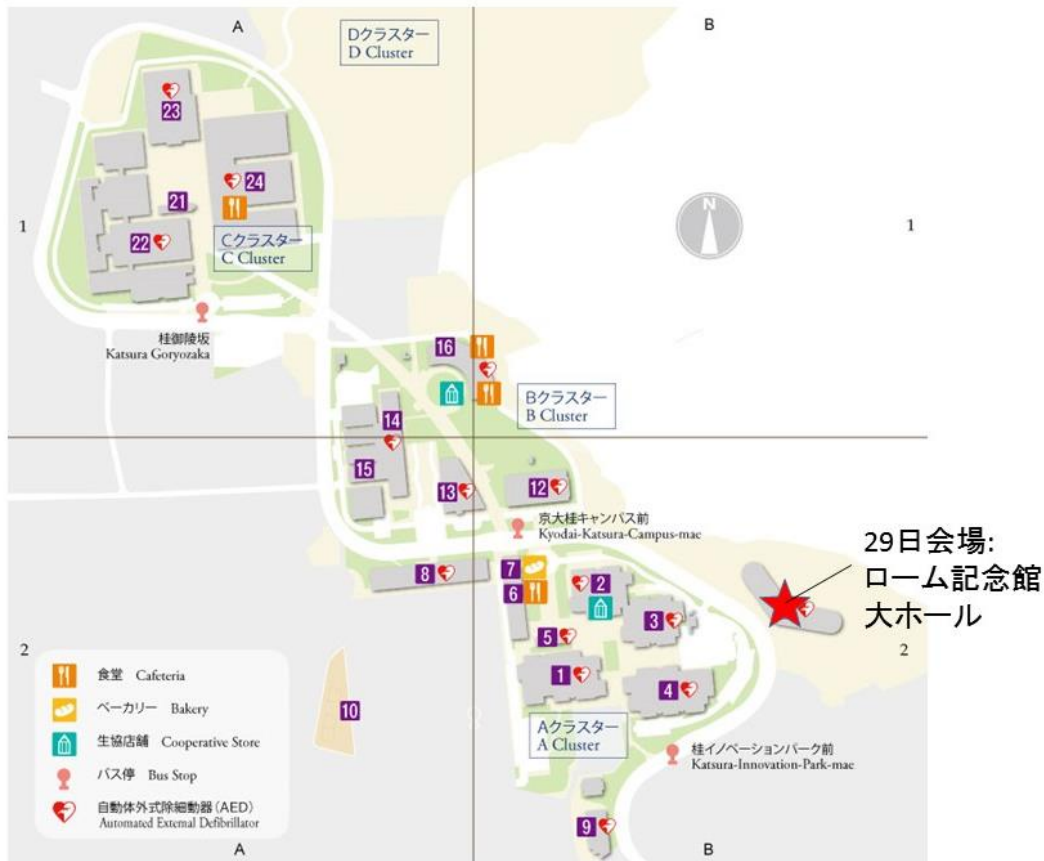 A
B
Dクラスター
D Cluster
23
24
21
22
1
1
N
Cクラスター
C Cluster
桂御陵坂
Katsura Goryozaka
16
Bクラスター
B Cluster
14
15
13
12
京大桂キャンパス前
Kyodai-Katsura-Campus-mae
29日会場:
ローム記念館
大ホール
8
7
6
2
3
5
1
4
2
2
10
Aクラスター
A Cluster
桂イノベーションパーク前
Katsura-Innovation-Park-mae
9
食堂 Cafeteria
ベーカリー Bakery
生協店舗 Cooperative Store
バス停 Bus Stop
自動体外式除細動器(AED)
Automated External Defibrillator
A
B